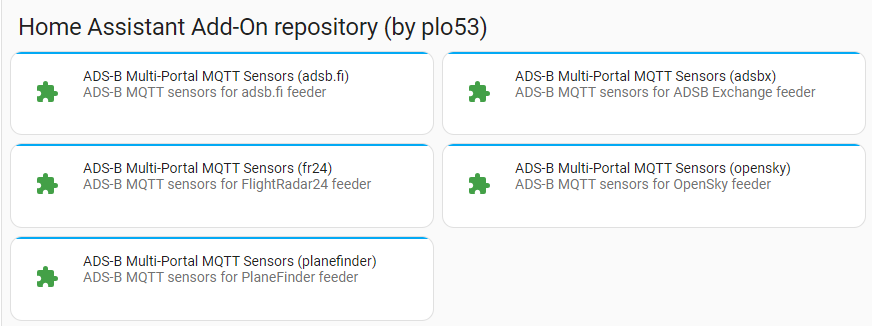 Home Assistant Add-On repository (by plo53)
ADS-B Multi-Portal MQTT Sensors (adsb.fi)
ADS-B MQTT sensors for adsb.fi feeder
ADS-B Multi-Portal MQTT Sensors (adsbx)
ADS-B MQTT sensors for ADSB Exchange feeder
ADS-B Multi-Portal MQTT Sensors (fr24)
ADS-B MQTT sensors for FlightRadar24 feeder
ADS-B Multi-Portal MQTT Sensors (opensky)
ADS-B MQTT sensors for OpenSky feeder
ADS-B Multi-Portal MQTT Sensors (planefinder)
ADS-B MQTT sensors for PlaneFinder feeder